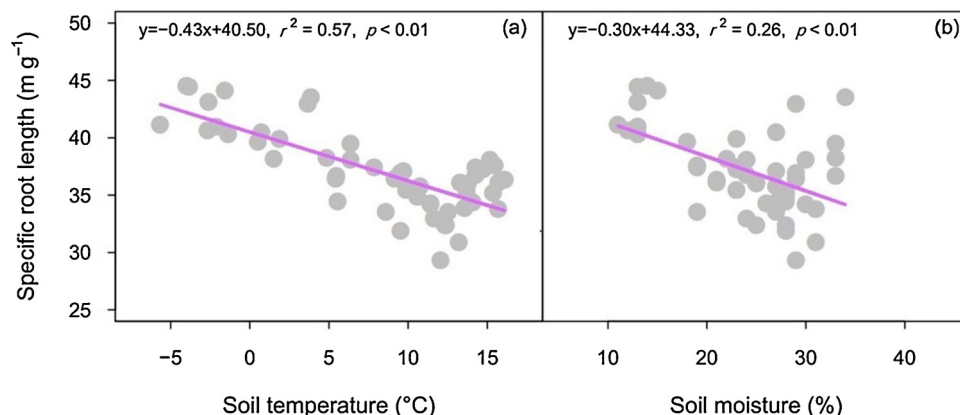 y=−0.43x+40.50, r² = 0.57, p < 0.01 (a)
y=−0.30x+44.33, r² = 0.26, p < 0.01 (b)
Specific root length (m g⁻¹)
50
45
40
35
30
25
−5 0 5 10 15
10 20 30 40
Soil temperature (°C)
Soil moisture (%)